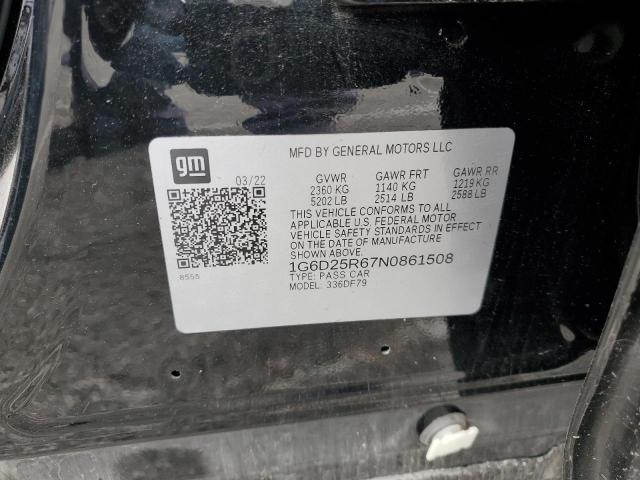 gm
MFD BY GENERAL MOTORS LLC
03/22
GVWR GAWR FRT GAWR RR
2360 KG 1140 KG 1219 KG
5202 LB 2514 LB 2588 LB
THIS VEHICLE CONFORMS TO ALL
APPLICABLE U.S. FEDERAL MOTOR
VEHICLE SAFETY STANDARDS IN EFFECT
ON THE DATE OF MANUFACTURE SHOWN ABOVE.
1G6D25R67N0861508
8555
TYPE: PASS CAR
MODEL: 336DF79